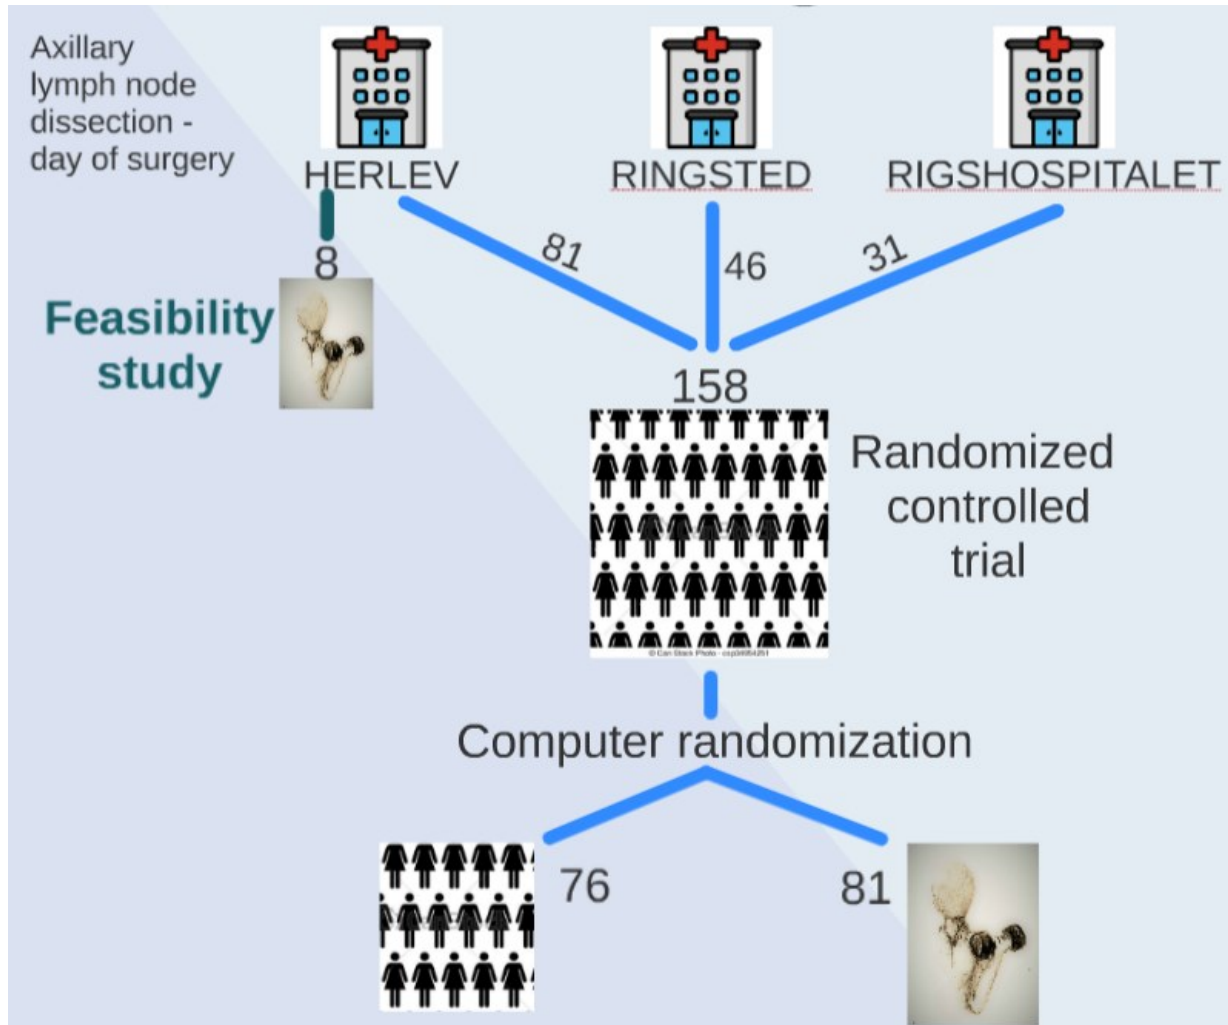 Axillary
lymph node
dissection -
day of surgery
HERLEV
RINGSTED
RIGSHOSPITALET
8
81
46
31
Feasibility
study
158
Randomized
controlled
trial
Computer randomization
76
81